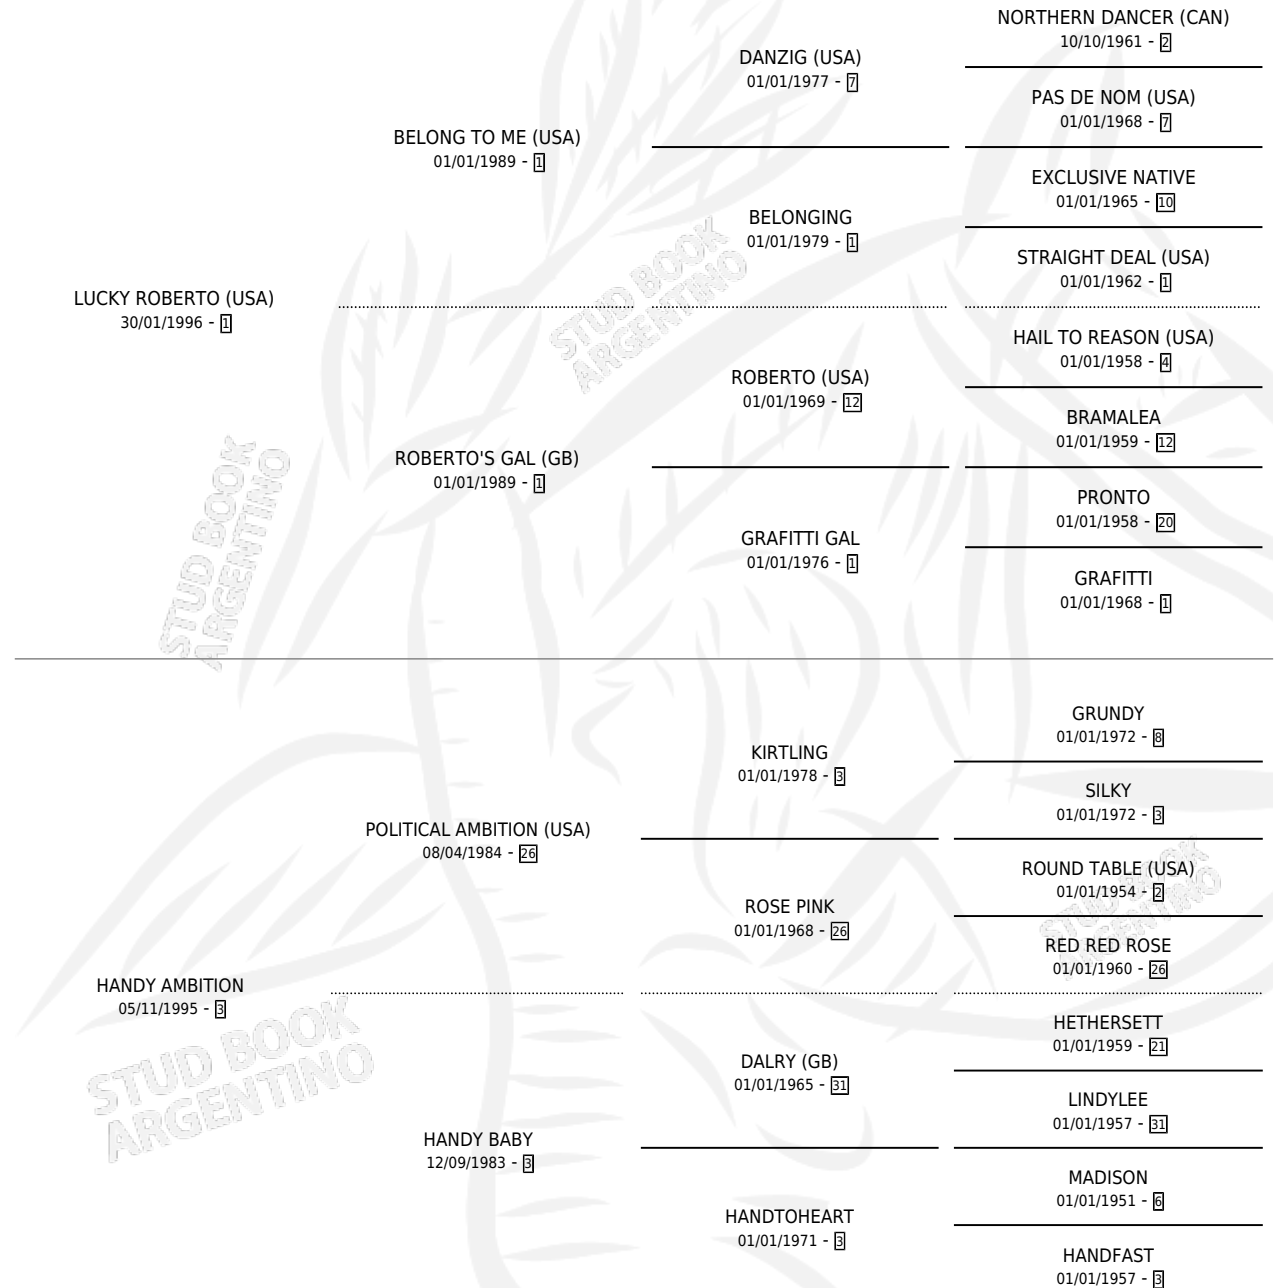 NORTHERN DANCER (CAN)
10/10/1961 - 2
DANZIG (USA)
01/01/1977 - 7
PAS DE NOM (USA)
01/01/1968 - 7
BELONG TO ME (USA)
01/01/1989 - 1
EXCLUSIVE NATIVE
01/01/1965 - 10
BELONGING
01/01/1979 - 1
STRAIGHT DEAL (USA)
01/01/1962 - 1
LUCKY ROBERTO (USA)
30/01/1996 - 1
STUD BOOK
ARGENTINO
HAIL TO REASON (USA)
01/01/1958 - 4
ROBERTO (USA)
01/01/1969 - 12
BRAMALEA
01/01/1959 - 12
ROBERTO'S GAL (GB)
01/01/1989 - 1
PRONTO
01/01/1958 - 20
GRAFITTI GAL
01/01/1976 - 1
GRAFITTI
01/01/1968 - 1
STUD BOOK
ARGENTINO
GRUNDY
01/01/1972 - 8
KIRTLING
01/01/1978 - 3
SILKY
01/01/1972 - 3
POLITICAL AMBITION (USA)
08/04/1984 - 26
ROUND TABLE (USA)
01/01/1954 - 2
ROSE PINK
01/01/1968 - 26
STUD BOOK
ARGENTINO
RED RED ROSE
01/01/1960 - 26
HANDY AMBITION
05/11/1995 - 3
STUD BOOK
ARGENTINO
HETHERSETT
01/01/1959 - 21
DALRY (GB)
01/01/1965 - 31
LINDYLEE
01/01/1957 - 31
HANDY BABY
12/09/1983 - 3
MADISON
01/01/1951 - 6
HANDTOHEART
01/01/1971 - 3
HANDFAST
01/01/1957 - 3